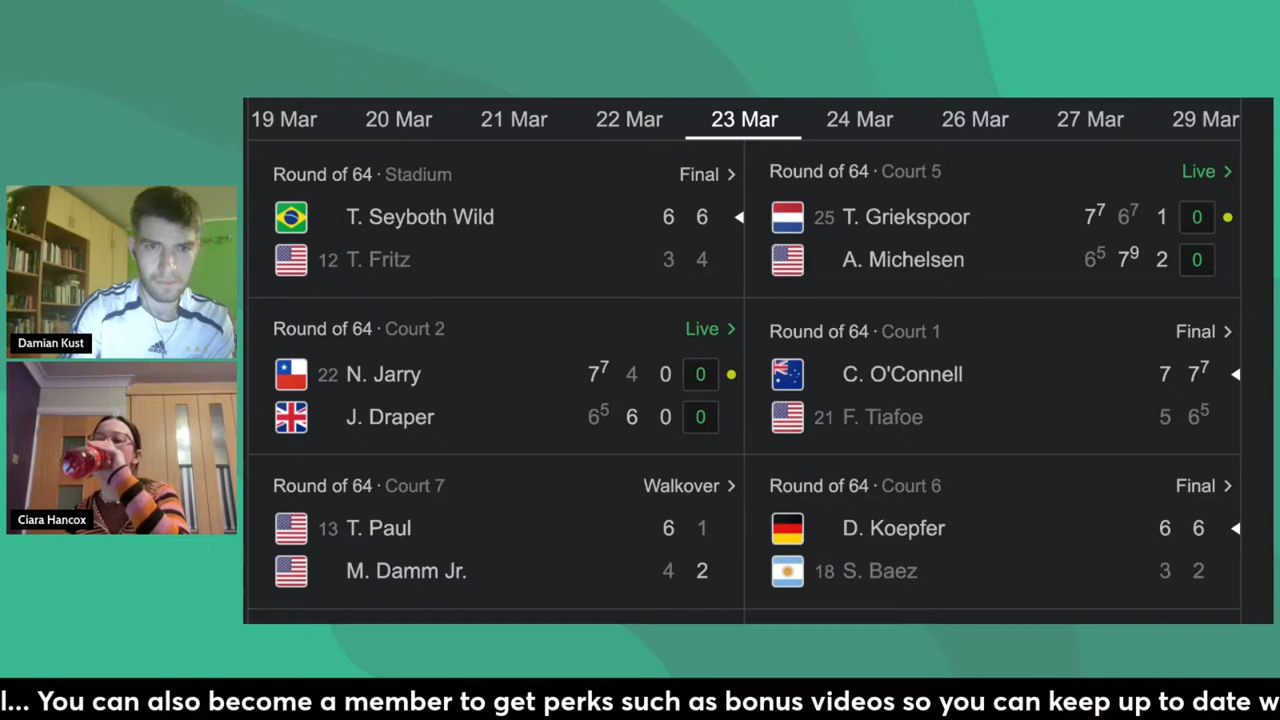 19 Mar 20 Mar 21 Mar 22 Mar 23 Mar 24 Mar 26 Mar 27 Mar 29 Mar
Round of 64 · Stadium Final >
T. Seyboth Wild 6 6
12 T. Fritz 3 4
Round of 64 · Court 5 Live >
25 T. Griekspoor 7⁷ 6⁷ 1 0
A. Michelsen 6⁵ 7⁹ 2 0
Round of 64 · Court 2 Live >
22 N. Jarry 7⁷ 4 0 0
J. Draper 6⁵ 6 0 0
Round of 64 · Court 1 Final >
C. O'Connell 7 7⁷
21 F. Tiafoe 5 6⁵
Round of 64 · Court 7 Walkover >
13 T. Paul 6 1
M. Damm Jr. 4 2
Round of 64 · Court 6 Final >
D. Koepfer 6 6
18 S. Baez 3 2
Damian Kust
Ciara Hancox
l... You can also become a member to get perks such as bonus videos so you can keep up to date w